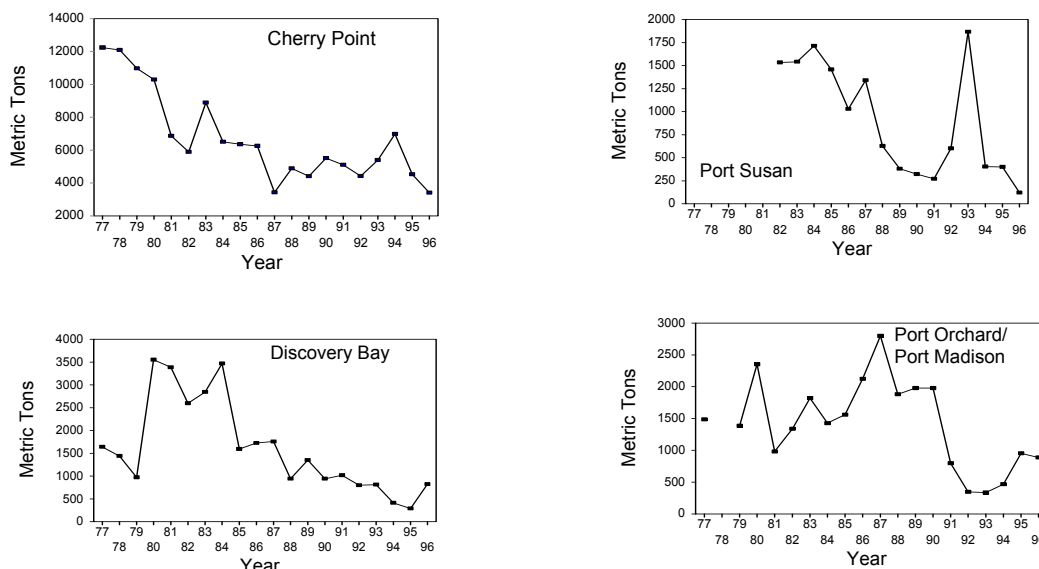 Cherry Point
Metric Tons
14000
12000
10000
8000
6000
4000
2000
77 79 81 83 85 87 89 91 93 95
78 80 82 84 86 88 90 92 94 96
Year
Port Susan
Metric Tons
2000
1750
1500
1250
1000
750
500
250
0
77 79 81 83 85 87 89 91 93 95
78 80 82 84 86 88 90 92 94 96
Year
Discovery Bay
Metric Tons
4000
3500
3000
2500
2000
1500
1000
500
0
77 79 81 83 85 87 89 91 93 95
78 80 82 84 86 88 90 92 94 96
Year
Port Orchard/
Port Madison
Metric Tons
3000
2500
2000
1500
1000
500
0
77 79 81 83 85 87 89 91 93 95
78 80 82 84 86 88 90 92 94
Year